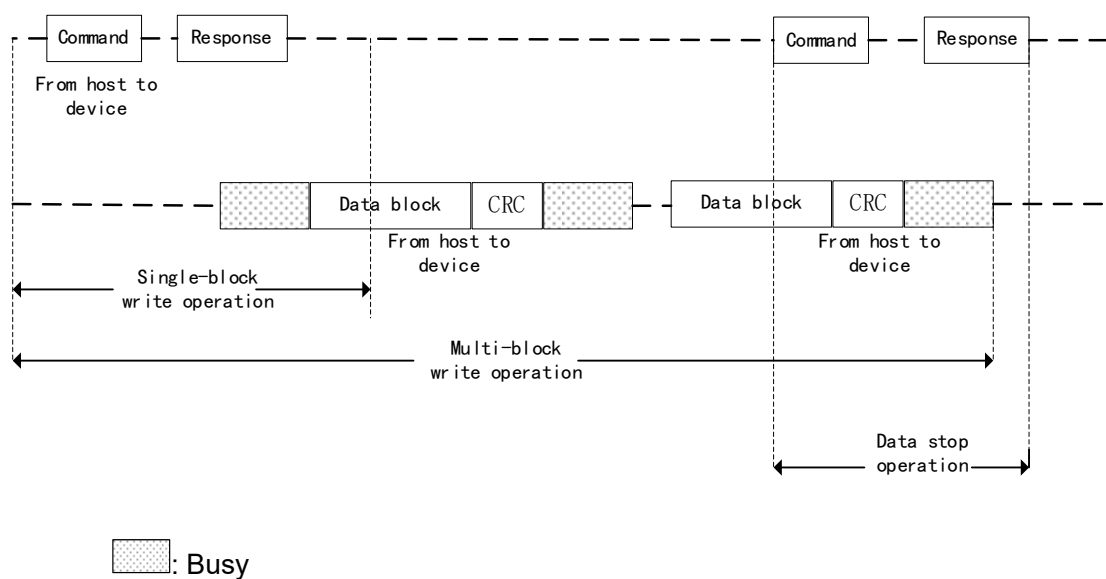 Command
Response
Command
Response
From host to
device
Data block
CRC
Data block
CRC
From host to
device
From host to
device
Single-block
write operation
Multi-block
write operation
Data stop
operation
: Busy